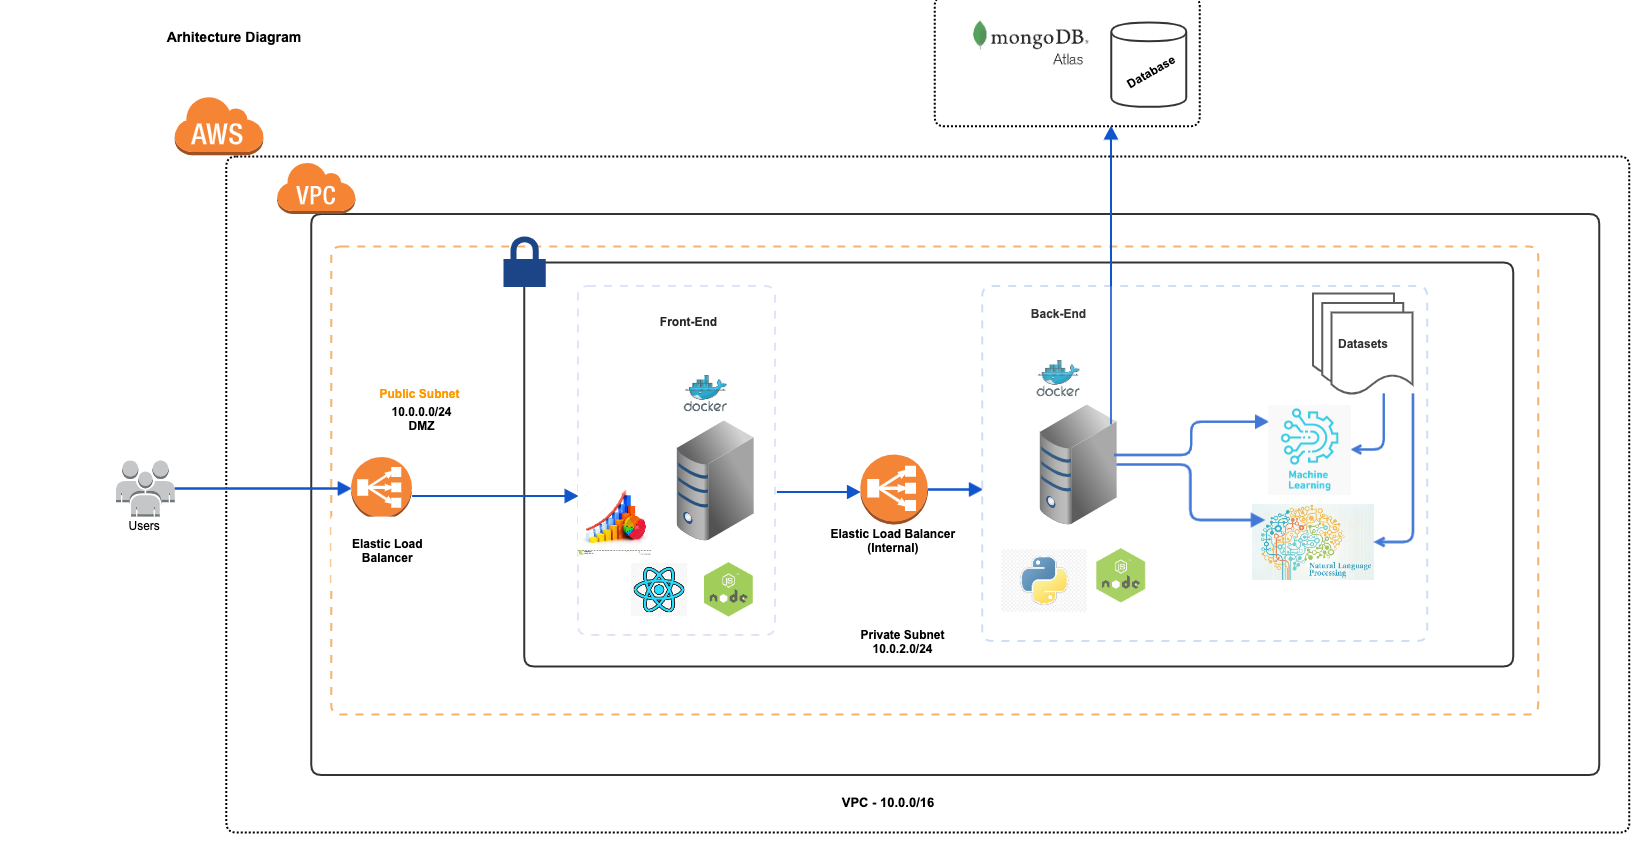 Arhitecture Diagram
mongoDB.
Atlas
Database
AWS
VPC
Front-End
Back-End
Datasets
docker
docker
Public Subnet
10.0.0.0/24
DMZ
Machine
Learning
Users
Elastic Load
Balancer
Elastic Load Balancer
(Internal)
Natural Language
Processing
JS
node
JS
node
Private Subnet
10.0.2.0/24
VPC - 10.0.0/16